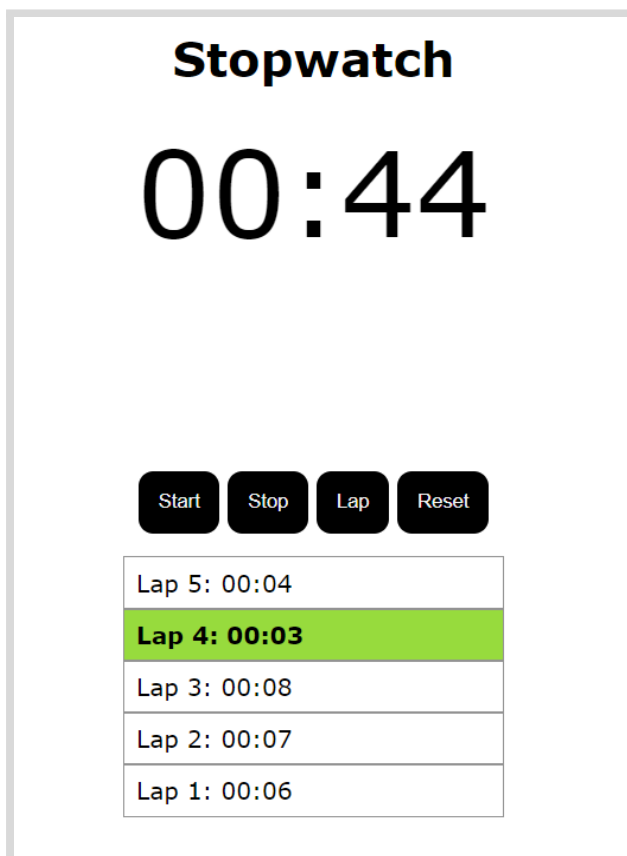 Stopwatch
00:44
Start Stop Lap Reset
Lap 5: 00:04
Lap 4: 00:03
Lap 3: 00:08
Lap 2: 00:07
Lap 1: 00:06